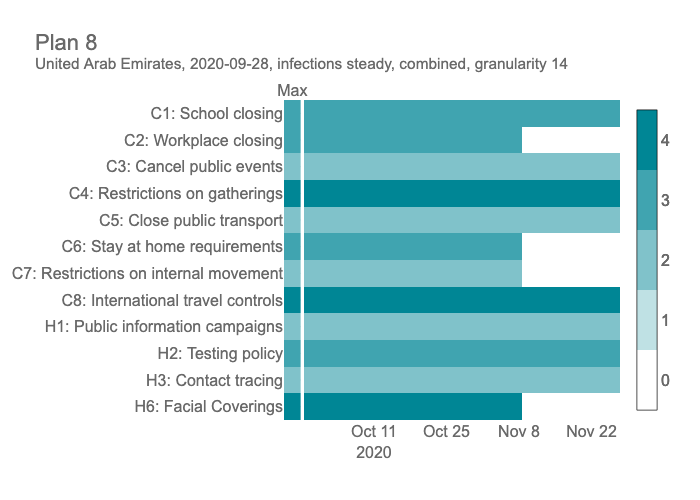 Plan 8
United Arab Emirates, 2020-09-28, infections steady, combined, granularity 14
Max
C1: School closing
C2: Workplace closing
C3: Cancel public events
C4: Restrictions on gatherings
C5: Close public transport
C6: Stay at home requirements
C7: Restrictions on internal movement
C8: International travel controls
H1: Public information campaigns
H2: Testing policy
H3: Contact tracing
H6: Facial Coverings
Oct 11 Oct 25 Nov 8 Nov 22
2020
4
3
2
1
0